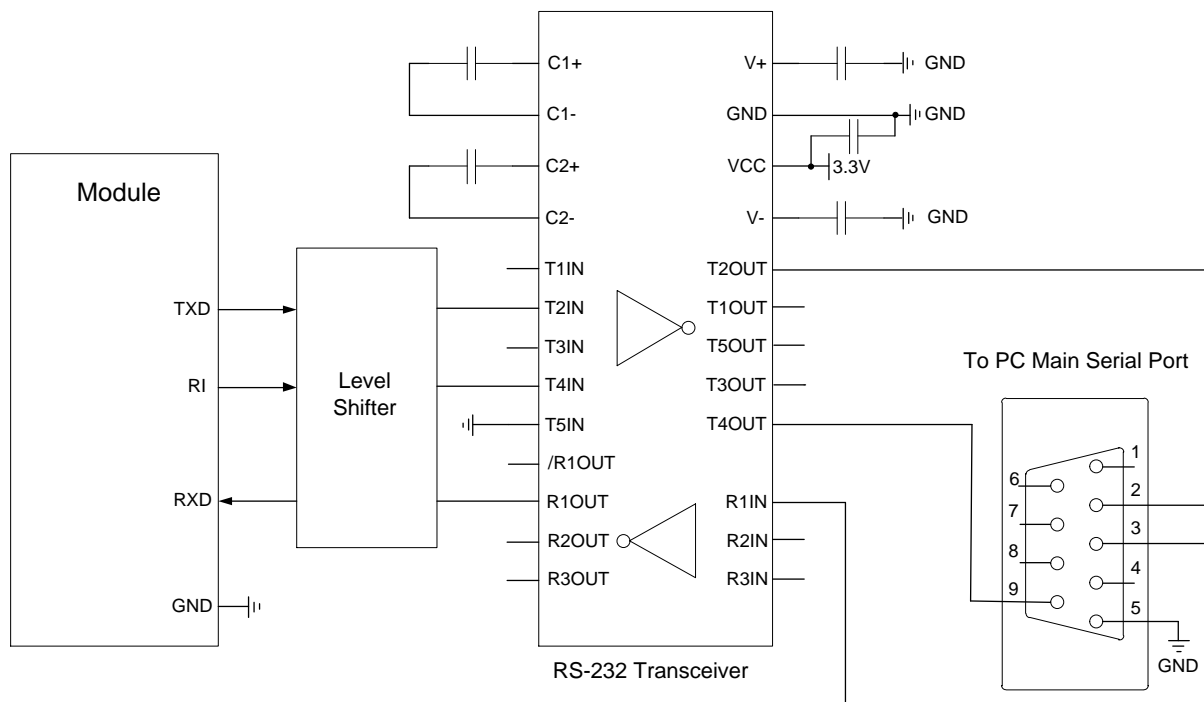 Module
TXD
RI
RXD
GND
Level
Shifter
C1+
C1-
C2+
C2-
T1IN
T2IN
T3IN
T4IN
T5IN
/R1OUT
R1OUT
R2OUT
R3OUT
V+
GND
VCC
V-
T2OUT
T1OUT
T5OUT
T3OUT
T4OUT
R1IN
R2IN
R3IN
RS-232 Transceiver
GND
GND
3.3V
GND
To PC Main Serial Port
6
7
8
9
1
2
3
4
5
GND